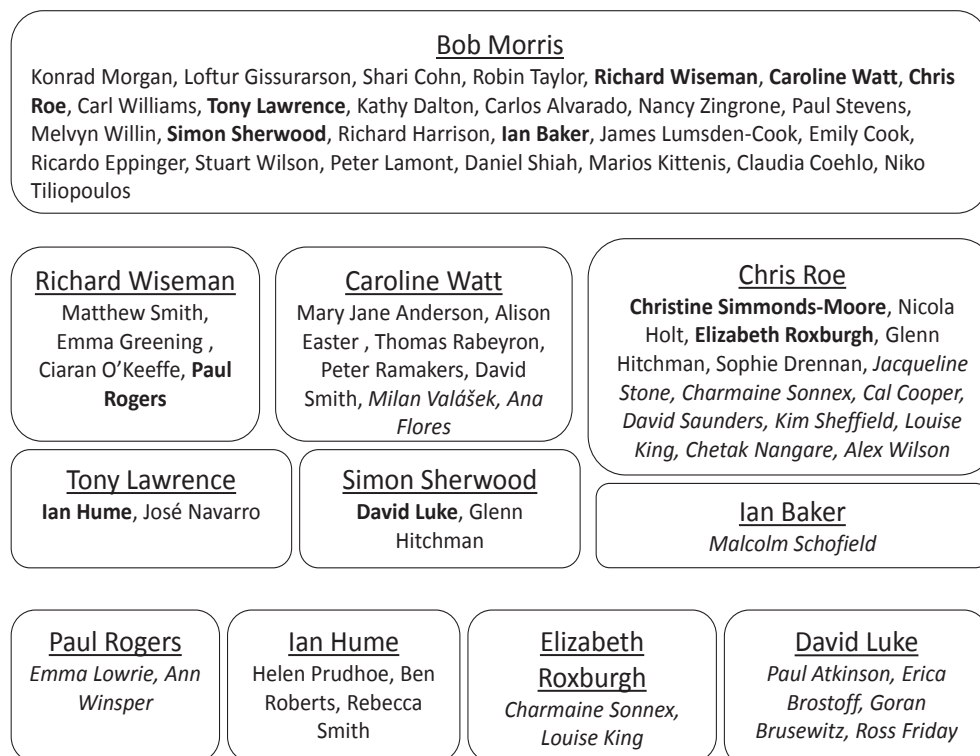 Bob Morris
Konrad Morgan, Loftur Gissurarson, Shari Cohn, Robin Taylor, Richard Wiseman, Caroline Watt, Chris
Roe, Carl Williams, Tony Lawrence, Kathy Dalton, Carlos Alvarado, Nancy Zingrone, Paul Stevens,
Melvyn Willin, Simon Sherwood, Richard Harrison, Ian Baker, James Lumsden-Cook, Emily Cook,
Ricardo Eppinger, Stuart Wilson, Peter Lamont, Daniel Shiah, Marios Kittenis, Claudia Coehlo, Niko
Tiliopoulos
Richard Wiseman
Matthew Smith,
Emma Greening ,
Ciaran O’Keeffe, Paul
Rogers
Caroline Watt
Mary Jane Anderson, Alison
Easter , Thomas Rabeyron,
Peter Ramakers, David
Smith, Milan Valášek, Ana
Flores
Chris Roe
Christine Simmonds-Moore, Nicola
Holt, Elizabeth Roxburgh, Glenn
Hitchman, Sophie Drennan, Jacqueline
Stone, Charmaine Sonnex, Cal Cooper,
David Saunders, Kim Sheffield, Louise
King, Chetak Nangare, Alex Wilson
Tony Lawrence
Ian Hume, José Navarro
Simon Sherwood
David Luke, Glenn
Hitchman
Ian Baker
Malcolm Schofield
Paul Rogers
Emma Lowrie, Ann
Winsper
Ian Hume
Helen Prudhoe, Ben
Roberts, Rebecca
Smith
Elizabeth
Roxburgh
Charmaine Sonnex,
Louise King
David Luke
Paul Atkinson, Erica
Brostoff, Goran
Brusewitz, Ross Friday